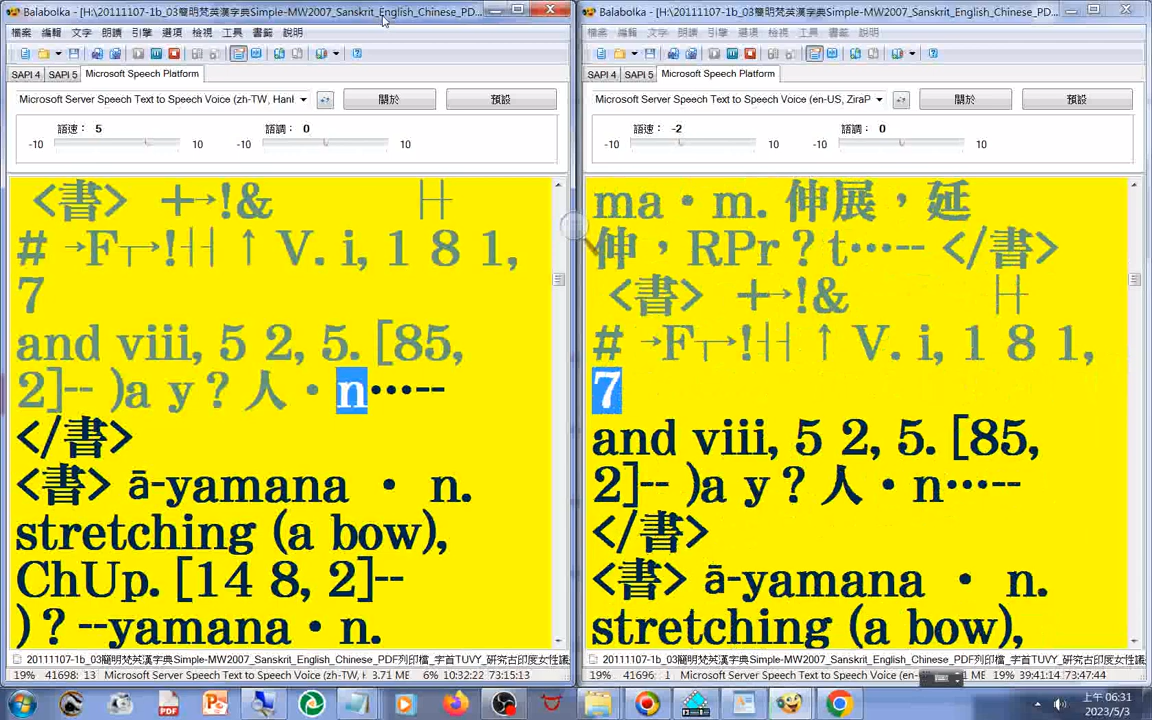 Balabolka - [H:\20111107-1b_03簡明梵英漢字典Simple-MW2007_Sanskrit_English_Chinese_PD...
檔案 編輯 文字 朗讀 引擎 選項 檢視 工具 書籤 說明
SAPI 4 SAPI 5 Microsoft Speech Platform
Microsoft Server Speech Text to Speech Voice (zh-TW, HanI
關於 預設
語速： 5 語調： 0
-10 10 -10 10
<書> +→!& ├┤
# →F┬→!┤┤↑V. i, 1 8 1,
7
and viii, 5 2, 5. [85,
2]-- )a y？人•n…--
</書>
<書> ā-yamana • n.
stretching (a bow),
ChUp. [14 8, 2]--
)？--yamana•n.
20111107-1b_03簡明梵英漢字典Simple-MW2007_Sanskrit_English_Chinese_PDF列印檔_字首TUVY_研究古印度女性議
19% 41698: 13 Microsoft Server Speech Text to Speech Voice (zh-TW, 3.71 ME 6% 10:32:22 73:15:13
Balabolka - [H:\20111107-1b_03簡明梵英漢字典Simple-MW2007_Sanskrit_English_Chinese_PD...
檔案 編輯 文字 朗讀 引擎 選項 檢視 工具 書籤 說明
SAPI 4 SAPI 5 Microsoft Speech Platform
Microsoft Server Speech Text to Speech Voice (en-US, ZiraP
關於 預設
語速： -2 語調： 0
-10 10 -10 10
ma•m. 伸展，延
伸，RPr？t…-- </書>
<書> +→!& ├┤
# →F┬→!┤┤↑V. i, 1 8 1,
7
and viii, 5 2, 5. [85,
2]-- )a y？人•n…--
</書>
<書> ā-yamana • n.
stretching (a bow),
20111107-1b_03簡明梵英漢字典Simple-MW2007_Sanskrit_English_Chinese_PDF列印檔_字首TUVY_研究古印度女性議
19% 41696: 1 Microsoft Server Speech Text to Speech Voice (en- ME 19% 39:41:14 73:47:44
上午 06:31
2023/5/3